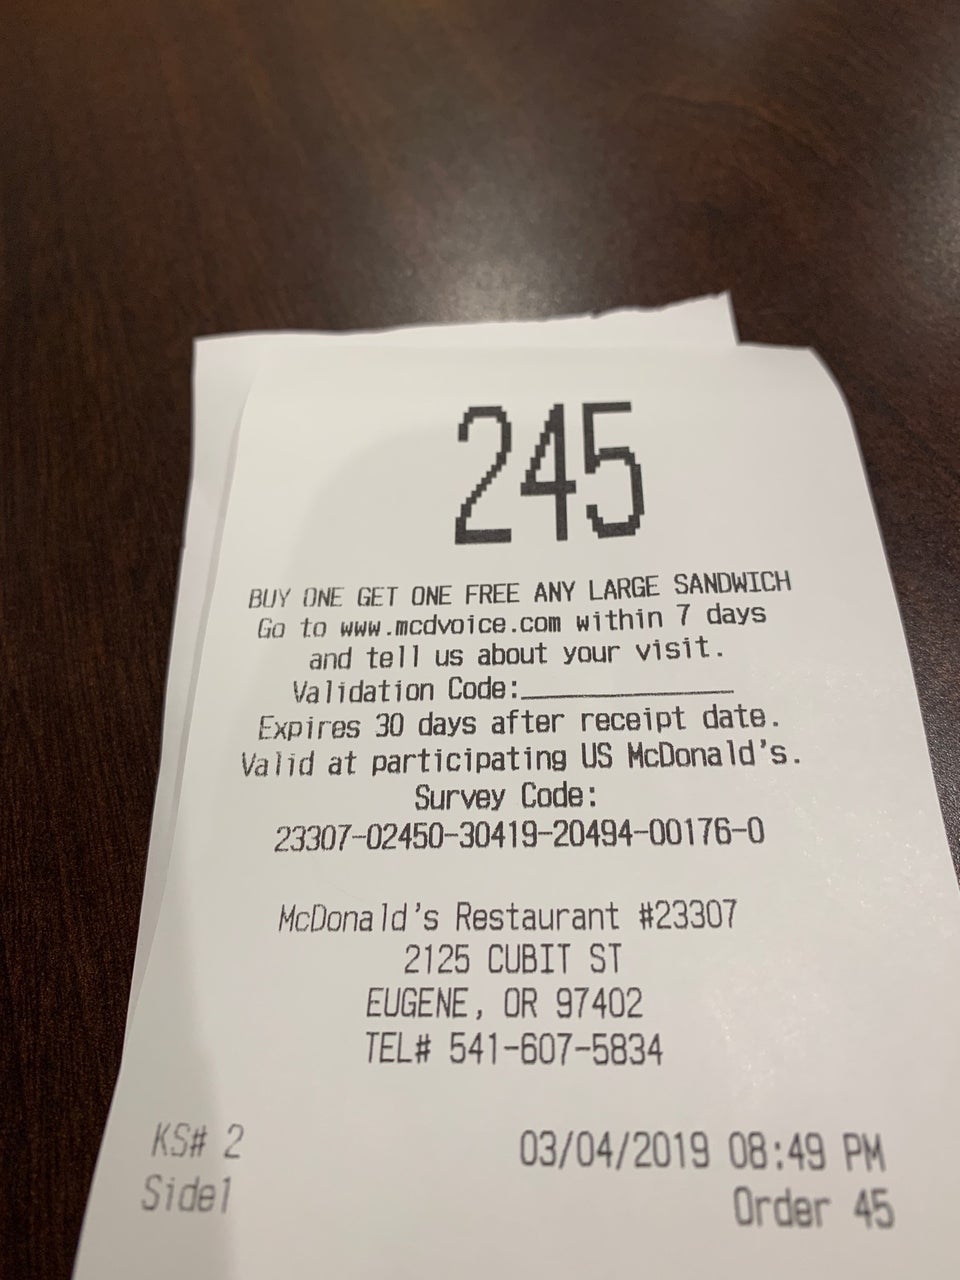 245
BUY ONE GET ONE FREE ANY LARGE SANDWICH
Go to www.mcdvoice.com within 7 days
and tell us about your visit.
Validation Code:______________
Expires 30 days after receipt date.
Valid at participating US McDonald's.
Survey Code:
23307-02450-30419-20494-00176-0
McDonald's Restaurant #23307
2125 CUBIT ST
EUGENE, OR 97402
TEL# 541-607-5834
KS# 2 03/04/2019 08:49 PM
Side1 Order 45